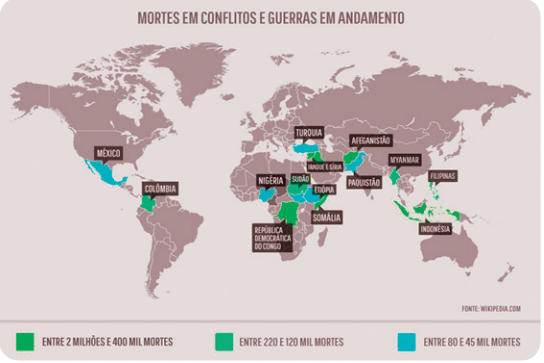 MORTES EM CONFLITOS E GUERRAS EM ANDAMENTO
TURQUIA
AFEGANISTÃO
MÉXICO
IRAQUE E SÍRIA
MYANMAR
COLÔMBIA
NIGÉRIA
SUDÃO
ETIÓPIA
PAQUISTÃO
FILIPINAS
SOMÁLIA
REPÚBLICA
DEMOCRÁTICA
DO CONGO
INDONÉSIA
FONTE: WIKIPEDIA.COM
ENTRE 2 MILHÕES E 400 MIL MORTES
ENTRE 220 E 120 MIL MORTES
ENTRE 80 E 45 MIL MORTES